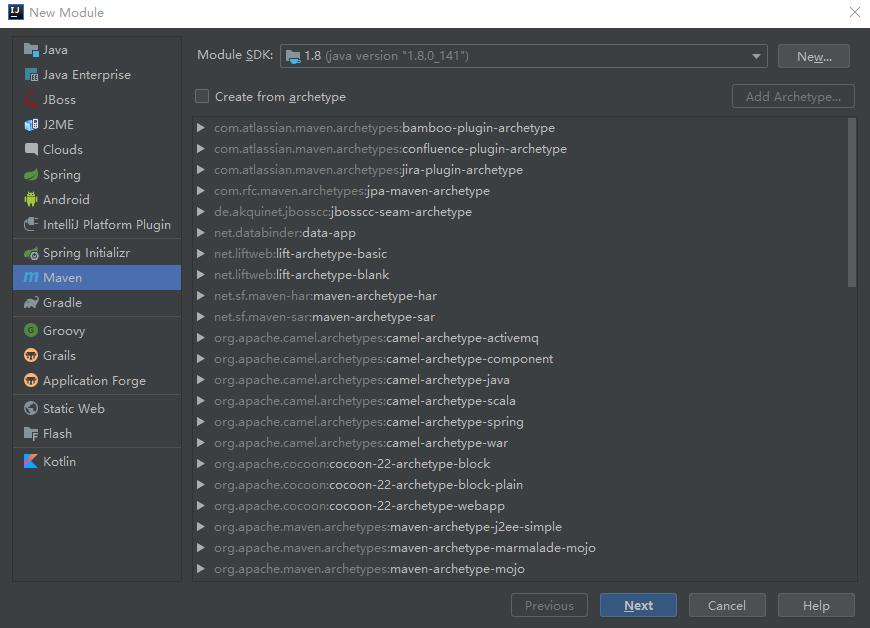 New Module
Java
Java Enterprise
JBoss
J2ME
Clouds
Spring
Android
IntelliJ Platform Plugin
Spring Initializr
Maven
Gradle
Groovy
Grails
Application Forge
Static Web
Flash
Kotlin
Module SDK: 1.8 (java version "1.8.0_141") New...
Create from archetype Add Archetype...
com.atlassian.maven.archetypes:bamboo-plugin-archetype
com.atlassian.maven.archetypes:confluence-plugin-archetype
com.atlassian.maven.archetypes:jira-plugin-archetype
com.rfc.maven.archetypes:jpa-maven-archetype
de.akquinet.jbosscc:jbosscc-seam-archetype
net.databinder:data-app
net.liftweb:lift-archetype-basic
net.liftweb:lift-archetype-blank
net.sf.maven-har:maven-archetype-har
net.sf.maven-sar:maven-archetype-sar
org.apache.camel.archetypes:camel-archetype-activemq
org.apache.camel.archetypes:camel-archetype-component
org.apache.camel.archetypes:camel-archetype-java
org.apache.camel.archetypes:camel-archetype-scala
org.apache.camel.archetypes:camel-archetype-spring
org.apache.camel.archetypes:camel-archetype-war
org.apache.cocoon:cocoon-22-archetype-block
org.apache.cocoon:cocoon-22-archetype-block-plain
org.apache.cocoon:cocoon-22-archetype-webapp
org.apache.maven.archetypes:maven-archetype-j2ee-simple
org.apache.maven.archetypes:maven-archetype-marmalade-mojo
org.apache.maven.archetypes:maven-archetype-mojo
Previous Next Cancel Help